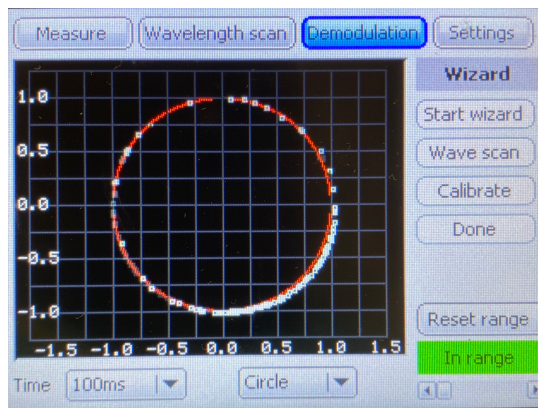 Measure Wavelength scan Demodulation Settings
Wizard
Start wizard
Wave scan
Calibrate
Done
Reset range
In range
1.0
0.5
0.0
-0.5
-1.0
-1.5 -1.0 -0.5 0.0 0.5 1.0 1.5
Time 100ms Circle